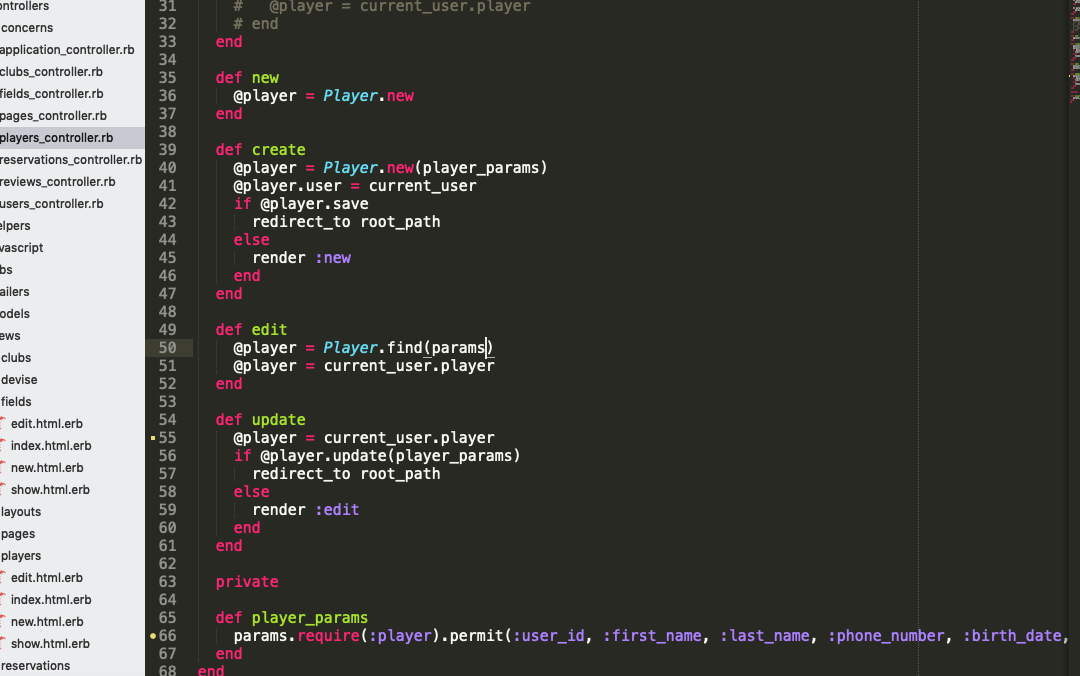 ontrollers
concerns
application_controller.rb
clubs_controller.rb
fields_controller.rb
pages_controller.rb
players_controller.rb
reservations_controller.rb
reviews_controller.rb
users_controller.rb
elpers
vascript
bs
ailers
odels
ews
clubs
devise
fields
edit.html.erb
index.html.erb
new.html.erb
show.html.erb
layouts
pages
players
edit.html.erb
index.html.erb
new.html.erb
show.html.erb
reservations
31 #   @player = current_user.player
32 # end
33 end
34
35 def new
36 @player = Player.new
37 end
38
39 def create
40 @player = Player.new(player_params)
41 @player.user = current_user
42 if @player.save
43 redirect_to root_path
44 else
45 render :new
46 end
47 end
48
49 def edit
50 @player = Player.find(params)
51 @player = current_user.player
52 end
53
54 def update
55 @player = current_user.player
56 if @player.update(player_params)
57 redirect_to root_path
58 else
59 render :edit
60 end
61 end
62
63 private
64
65 def player_params
66 params.require(:player).permit(:user_id, :first_name, :last_name, :phone_number, :birth_date,
67 end
68 end